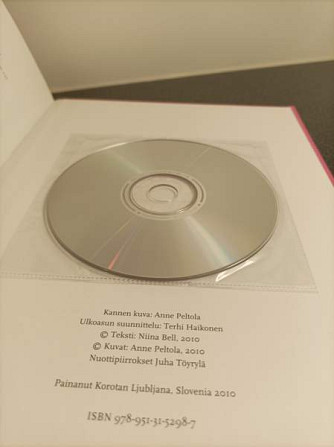 Kannen kuva: Anne Peltola
Ulkoasun suunnittelu: Terhi Haikonen
© Teksti: Niina Bell, 2010
© Kuvat: Anne Peltola, 2010
Nuottipiirrokset Juha Töyrylä
Painanut Korotan Ljubljana, Slovenia 2010
ISBN 978-951-31-5298-7